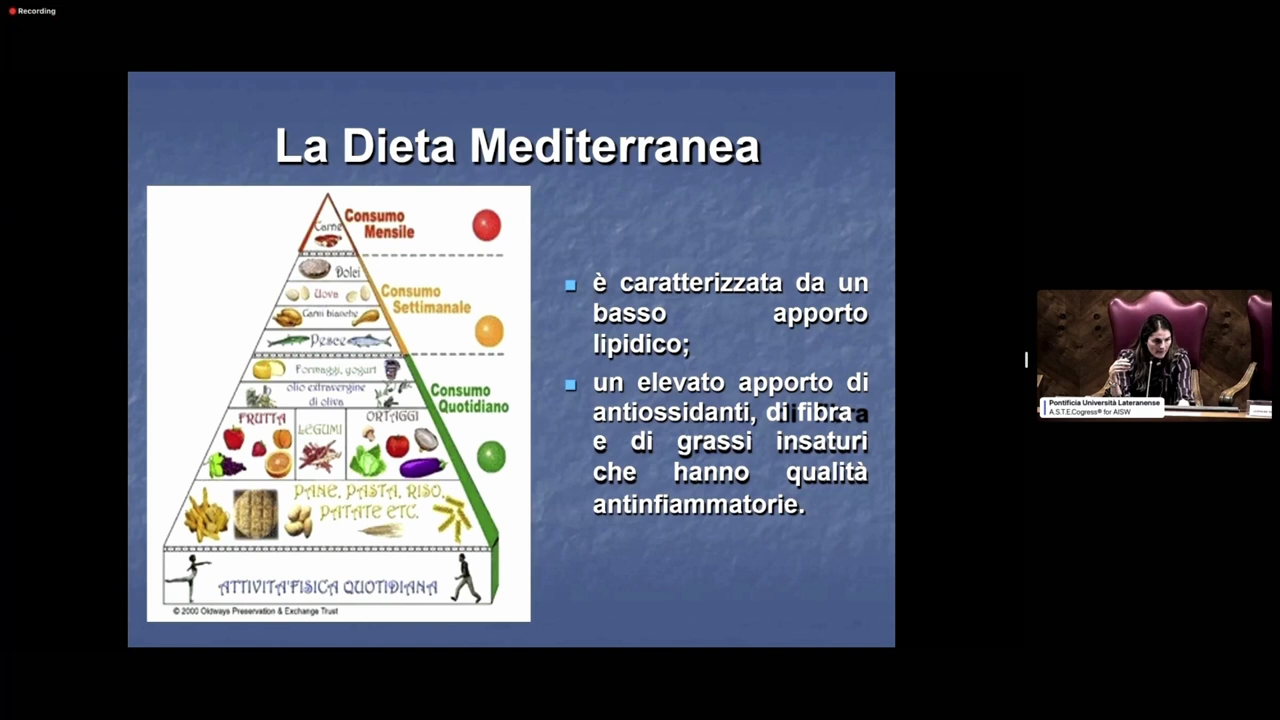 Recording
La Dieta Mediterranea
Carne
Consumo
Mensile
Dolci
Uova
Carni bianche
Pesce
Consumo
Settimanale
Formaggi, yogurt
olio extravergine
di oliva
Consumo
Quotidiano
FRUTTA
LEGUMI
ORTAGGI
PANE, PASTA, RISO,
PATATE ETC.
ATTIVITA'FISICA QUOTIDIANA
© 2000 Oldways Preservation & Exchange Trust
è caratterizzata da un
basso apporto
lipidico;
un elevato apporto di
antiossidanti, di fibra
e di grassi insaturi
che hanno qualità
antinfiammatorie.
Pontificia Università Lateranense
A.S.T.E.Cogress® for AISW